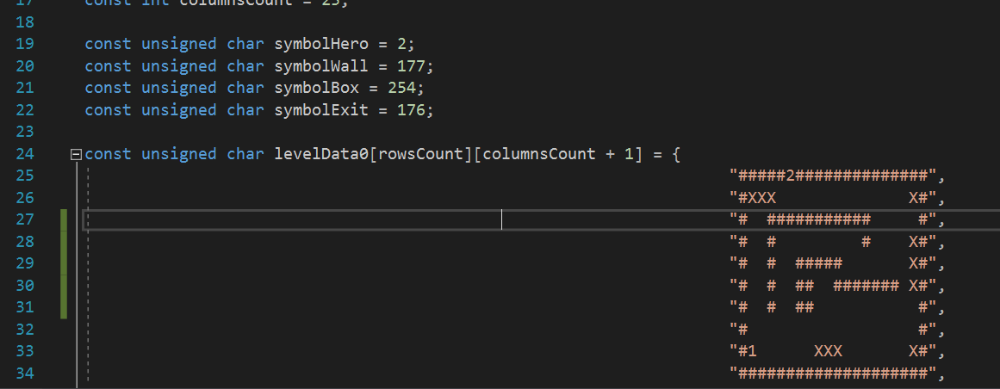 17 const int columnsCount = 25;
18
19 const unsigned char symbolHero = 2;
20 const unsigned char symbolWall = 177;
21 const unsigned char symbolBox = 254;
22 const unsigned char symbolExit = 176;
23
24 const unsigned char levelData0[rowsCount][columnsCount + 1] = {
25 "#####2##############",
26 "#XXX              X#",
27 "#  ###########     #",
28 "#  #         #    X#",
29 "#  #  #####       X#",
30 "#  #  ##  ####### X#",
31 "#  #  ##           #",
32 "#                  #",
33 "#1      XXX       X#",
34 "####################",